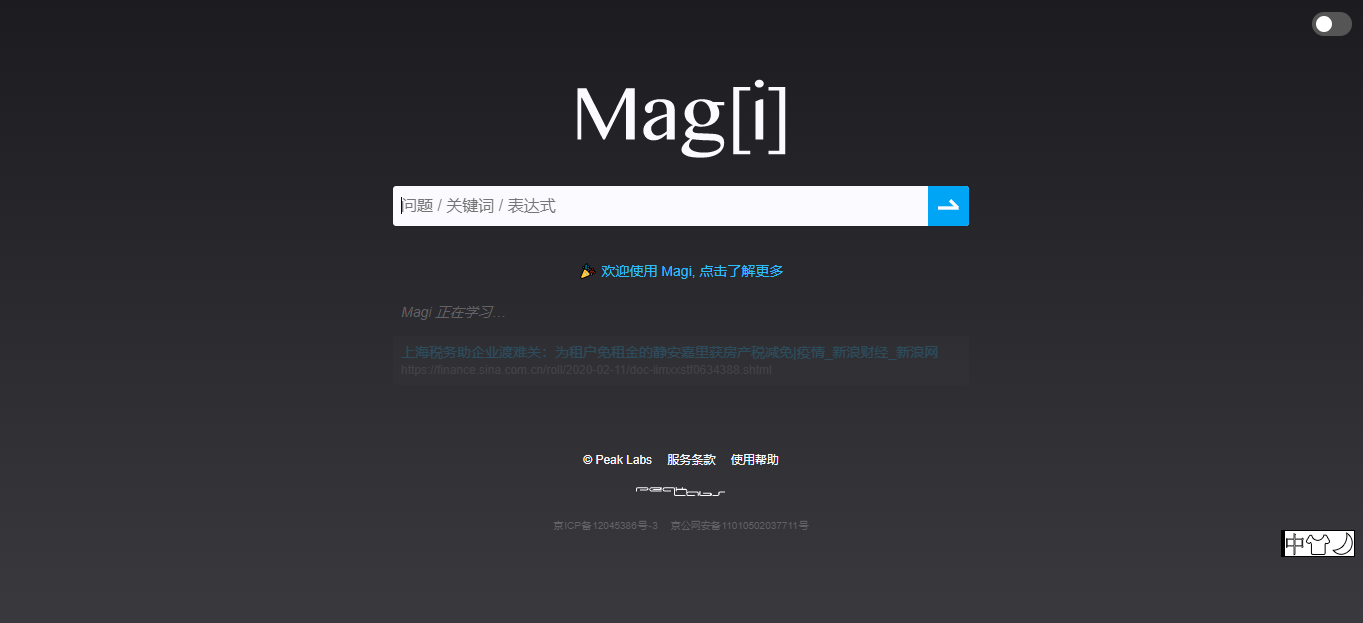 Mag[i]
问题 / 关键词 / 表达式
欢迎使用 Magi, 点击了解更多
Magi 正在学习…
上海税务助企业渡难关：为租户免租金的静安嘉里获房产税减免|疫情_新浪财经_新浪网
https://finance.sina.com.cn/roll/2020-02-11/doc-iimxxstf0634388.shtml
© Peak Labs 服务条款 使用帮助
peak labs
京ICP备12045386号-3 京公网安备11010502037711号
中